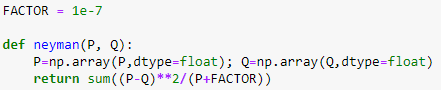 FACTOR = 1e-7
def neyman(P, Q):
    P=np.array(P,dtype=float); Q=np.array(Q,dtype=float)
    return sum((P-Q)**2/(P+FACTOR))